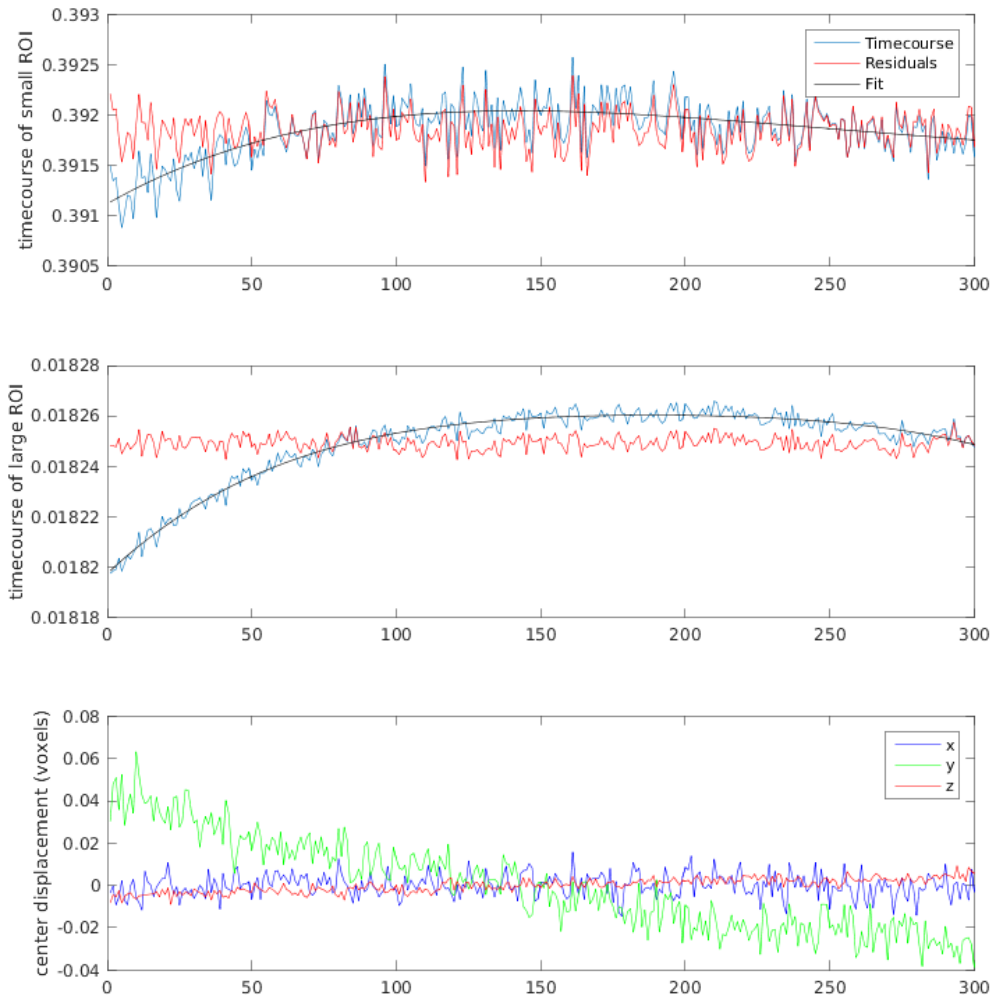 0.393
0.3925
0.392
0.3915
0.391
0.3905
timecourse of small ROI
Timecourse
Residuals
Fit
0 50 100 150 200 250 300
0.01828
0.01826
0.01824
0.01822
0.0182
0.01818
timecourse of large ROI
0 50 100 150 200 250 300
0.08
0.06
0.04
0.02
0
-0.02
-0.04
center displacement (voxels)
x
y
z
0 50 100 150 200 250 300